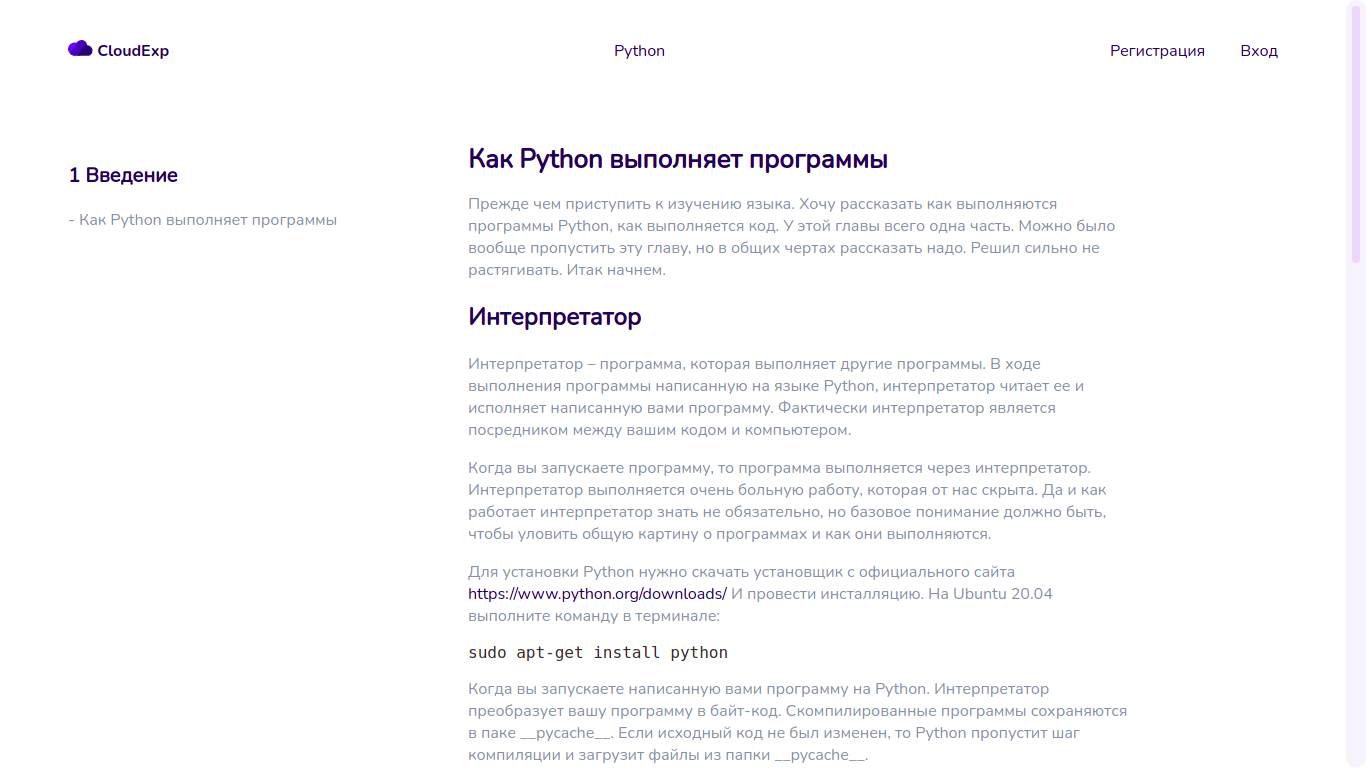 CloudExp
Python
Регистрация
Вход
1 Введение
- Как Python выполняет программы
Как Python выполняет программы
Прежде чем приступить к изучению языка. Хочу рассказать как выполняются
программы Python, как выполняется код. У этой главы всего одна часть. Можно было
вообще пропустить эту главу, но в общих чертах рассказать надо. Решил сильно не
растягивать. Итак начнем.
Интерпретатор
Интерпретатор – программа, которая выполняет другие программы. В ходе
выполнения программы написанную на языке Python, интерпретатор читает ее и
исполняет написанную вами программу. Фактически интерпретатор является
посредником между вашим кодом и компьютером.
Когда вы запускаете программу, то программа выполняется через интерпретатор.
Интерпретатор выполняется очень больную работу, которая от нас скрыта. Да и как
работает интерпретатор знать не обязательно, но базовое понимание должно быть,
чтобы уловить общую картину о программах и как они выполняются.
Для установки Python нужно скачать установщик с официального сайта
https://www.python.org/downloads/ И провести инсталляцию. На Ubuntu 20.04
выполните команду в терминале:
sudo apt-get install python
Когда вы запускаете написанную вами программу на Python. Интерпретатор
преобразует вашу программу в байт-код. Скомпилированные программы сохраняются
в паке __pycache__. Если исходный код не был изменен, то Python пропустит шаг
компиляции и загрузит файлы из папки __pycache__.